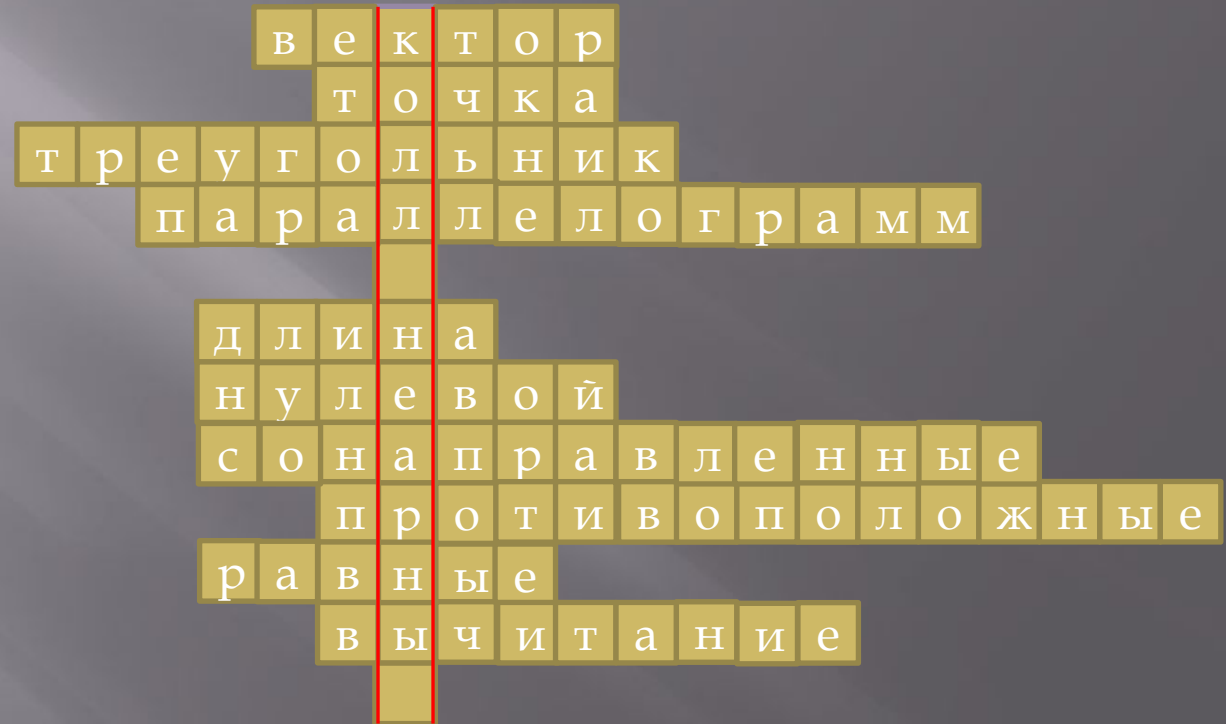 вектор
точка
треугольник
параллелограмм
длина
нулевой
сонаправленные
противоположные
равные
вычитание